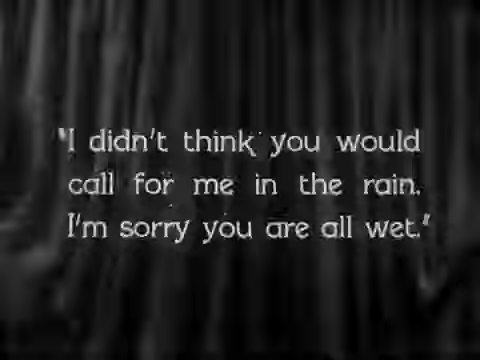 "I didn't think you would
call for me in the rain.
I'm sorry you are all wet."